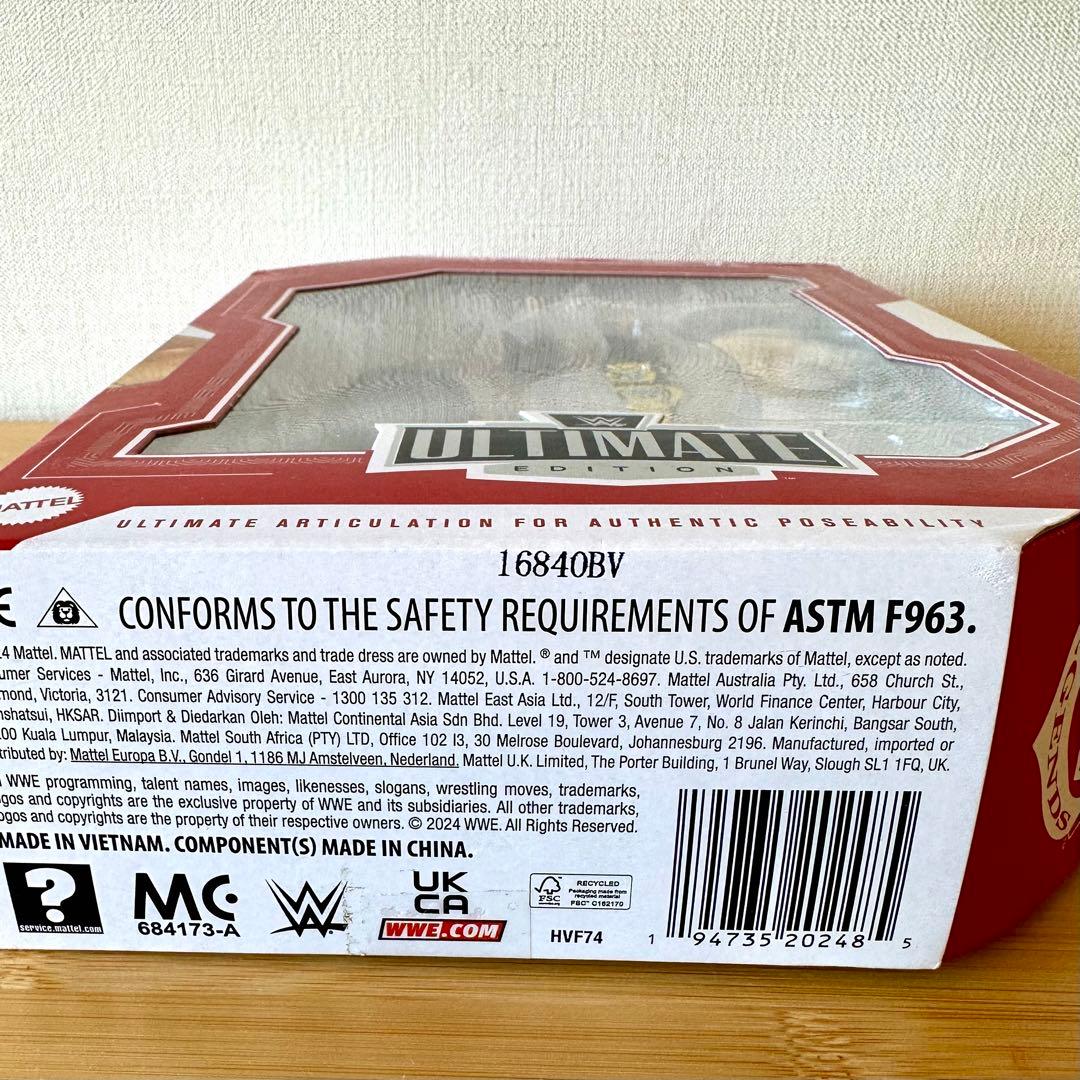 W
ULTIMATE
EDITION
™
MATTEL
ULTIMATE ARTICULATION FOR AUTHENTIC POSEABILITY
16840BV
CONFORMS TO THE SAFETY REQUIREMENTS OF ASTM F963.
Mattel. MATTEL and associated trademarks and trade dress are owned by Mattel. ® and ™ designate U.S. trademarks of Mattel, except as noted.
Services - Mattel, Inc., 636 Girard Avenue, East Aurora, NY 14052, U.S.A. 1-800-524-8697. Mattel Australia Pty. Ltd., 658 Church St.,
Victoria, 3121. Consumer Advisory Service - 1300 135 312. Mattel East Asia Ltd., 12/F, South Tower, World Finance Center, Harbour City,
HKSAR. Diimport & Diedarkan Oleh: Mattel Continental Asia Sdn Bhd. Level 19, Tower 3, Avenue 7, No. 8 Jalan Kerinchi, Bangsar South,
Kuala Lumpur, Malaysia. Mattel South Africa (PTY) LTD, Office 102 I3, 30 Melrose Boulevard, Johannesburg 2196. Manufactured, imported or
by: Mattel Europa B.V., Gondel 1, 1186 MJ Amstelveen, Nederland. Mattel U.K. Limited, The Porter Building, 1 Brunel Way, Slough SL1 1FQ, UK.
WWE programming, talent names, images, likenesses, slogans, wrestling moves, trademarks,
logos and copyrights are the exclusive property of WWE and its subsidiaries. All other trademarks,
logos and copyrights are the property of their respective owners. © 2024 WWE. All Rights Reserved.
MADE IN VIETNAM. COMPONENT(S) MADE IN CHINA.
?
service.mattel.com
MC
684173-A
W
UK
CA
WWE.COM
FSC
RECYCLED
Packaging made from
recycled material
FSC® C162170
HVF74
1 94735 20248 5
LEGENDS